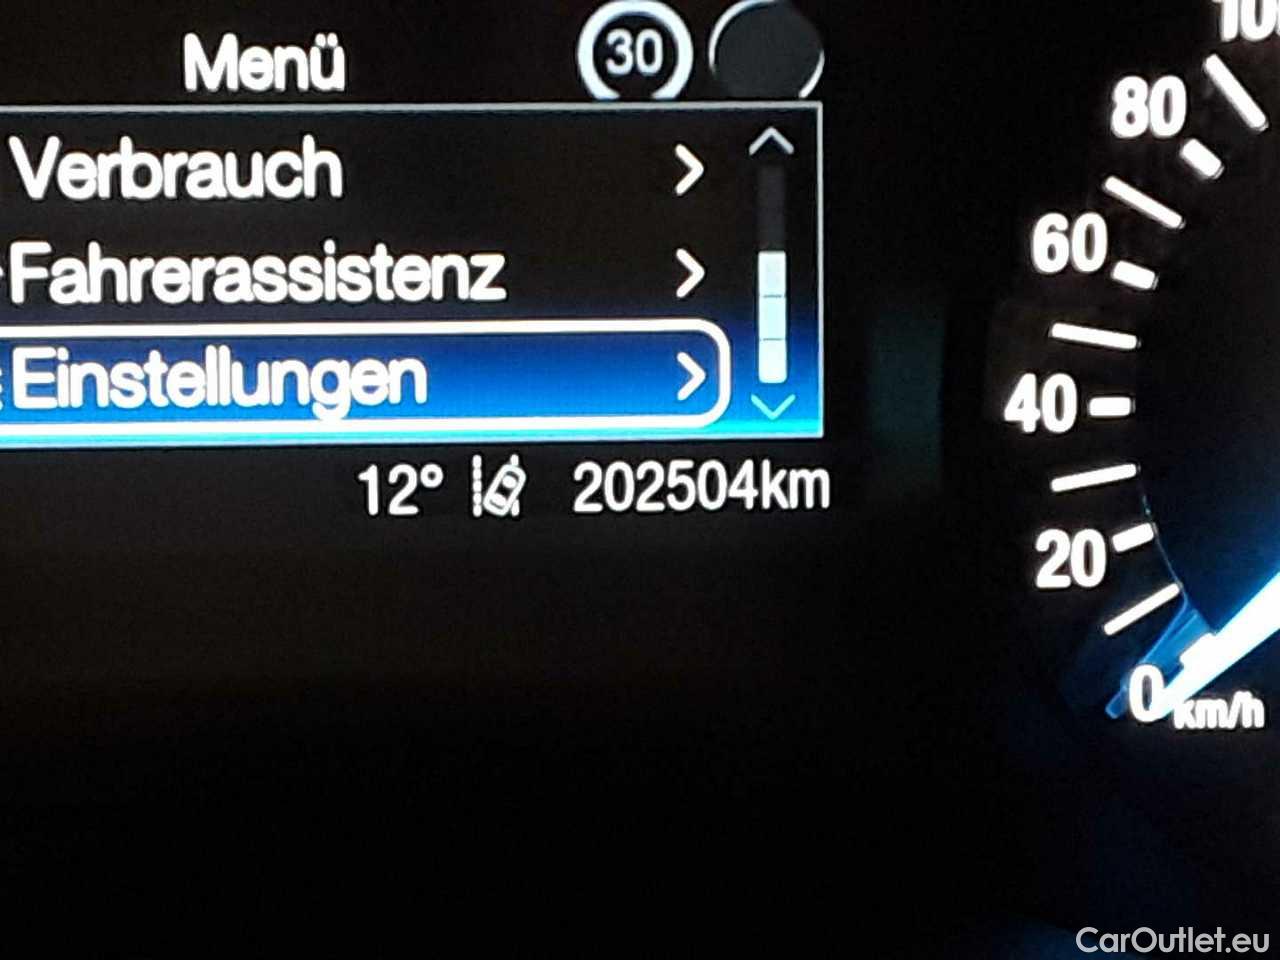 Menü
30
Verbrauch
Fahrerassistenz
Einstellungen
12° 202504km
80
60
40
20
0 km/h
CarOutlet.eu